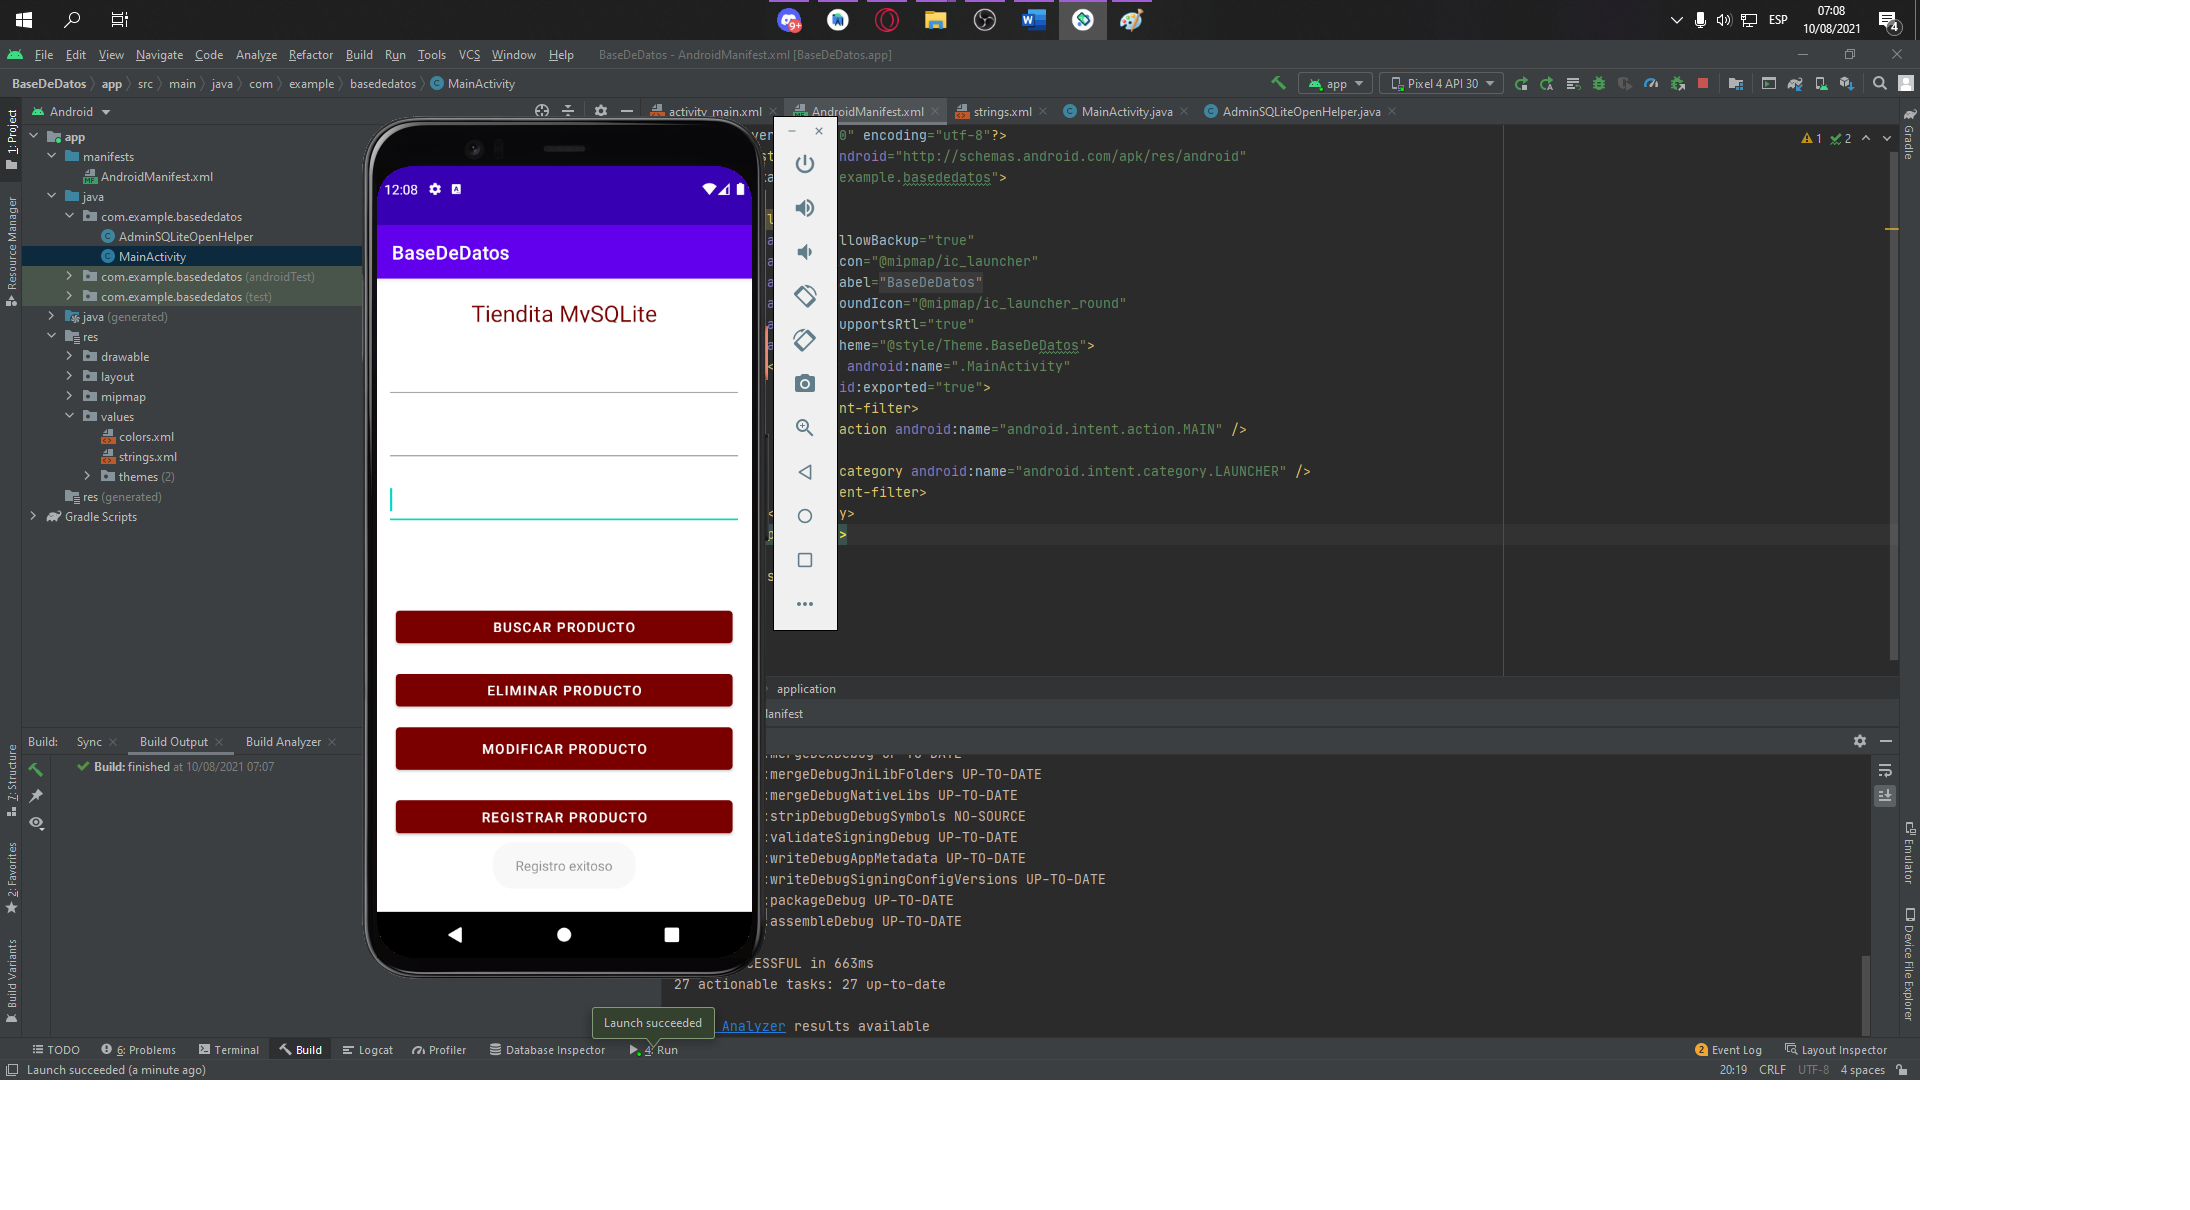 9+
W
ESP
07:08
10/08/2021
4
File Edit View Navigate Code Analyze Refactor Build Run Tools VCS Window Help BaseDeDatos - AndroidManifest.xml [BaseDeDatos.app]
BaseDeDatos app src main java com example basededatos MainActivity
app Pixel 4 API 30
Android
activity_main.xml AndroidManifest.xml strings.xml MainActivity.java AdminSQLiteOpenHelper.java
1: Project
Resource Manager
Z: Structure
2: Favorites
Build Variants
app
manifests
AndroidManifest.xml
java
com.example.basededatos
AdminSQLiteOpenHelper
MainActivity
com.example.basededatos (androidTest)
com.example.basededatos (test)
java (generated)
res
drawable
layout
mipmap
values
colors.xml
strings.xml
themes (2)
res (generated)
Gradle Scripts
12:08
BaseDeDatos
Tiendita MySQLite
BUSCAR PRODUCTO
ELIMINAR PRODUCTO
MODIFICAR PRODUCTO
REGISTRAR PRODUCTO
Registro exitoso
0" encoding="utf-8"?>
ndroid="http://schemas.android.com/apk/res/android"
example.basededatos">
llowBackup="true"
con="@mipmap/ic_launcher"
abel="BaseDeDatos"
oundIcon="@mipmap/ic_launcher_round"
upportsRtl="true"
heme="@style/Theme.BaseDeDatos">
android:name=".MainActivity"
id:exported="true">
nt-filter>
action android:name="android.intent.action.MAIN" />
category android:name="android.intent.category.LAUNCHER" />
ent-filter>
y>
>
1 2
Gradle
Emulator
Device File Explorer
application
lanifest
Build: Sync Build Output Build Analyzer
Build: finished at 10/08/2021 07:07
:mergeDexDebug UP-TO-DATE
:mergeDebugJniLibFolders UP-TO-DATE
:mergeDebugNativeLibs UP-TO-DATE
:stripDebugDebugSymbols NO-SOURCE
:validateSigningDebug UP-TO-DATE
:writeDebugAppMetadata UP-TO-DATE
:writeDebugSigningConfigVersions UP-TO-DATE
:packageDebug UP-TO-DATE
:assembleDebug UP-TO-DATE
CESSFUL in 663ms
27 actionable tasks: 27 up-to-date
Analyzer results available
Launch succeeded
TODO 6: Problems Terminal Build Logcat Profiler Database Inspector 4: Run 2 Event Log Layout Inspector
Launch succeeded (a minute ago) 20:19 CRLF UTF-8 4 spaces